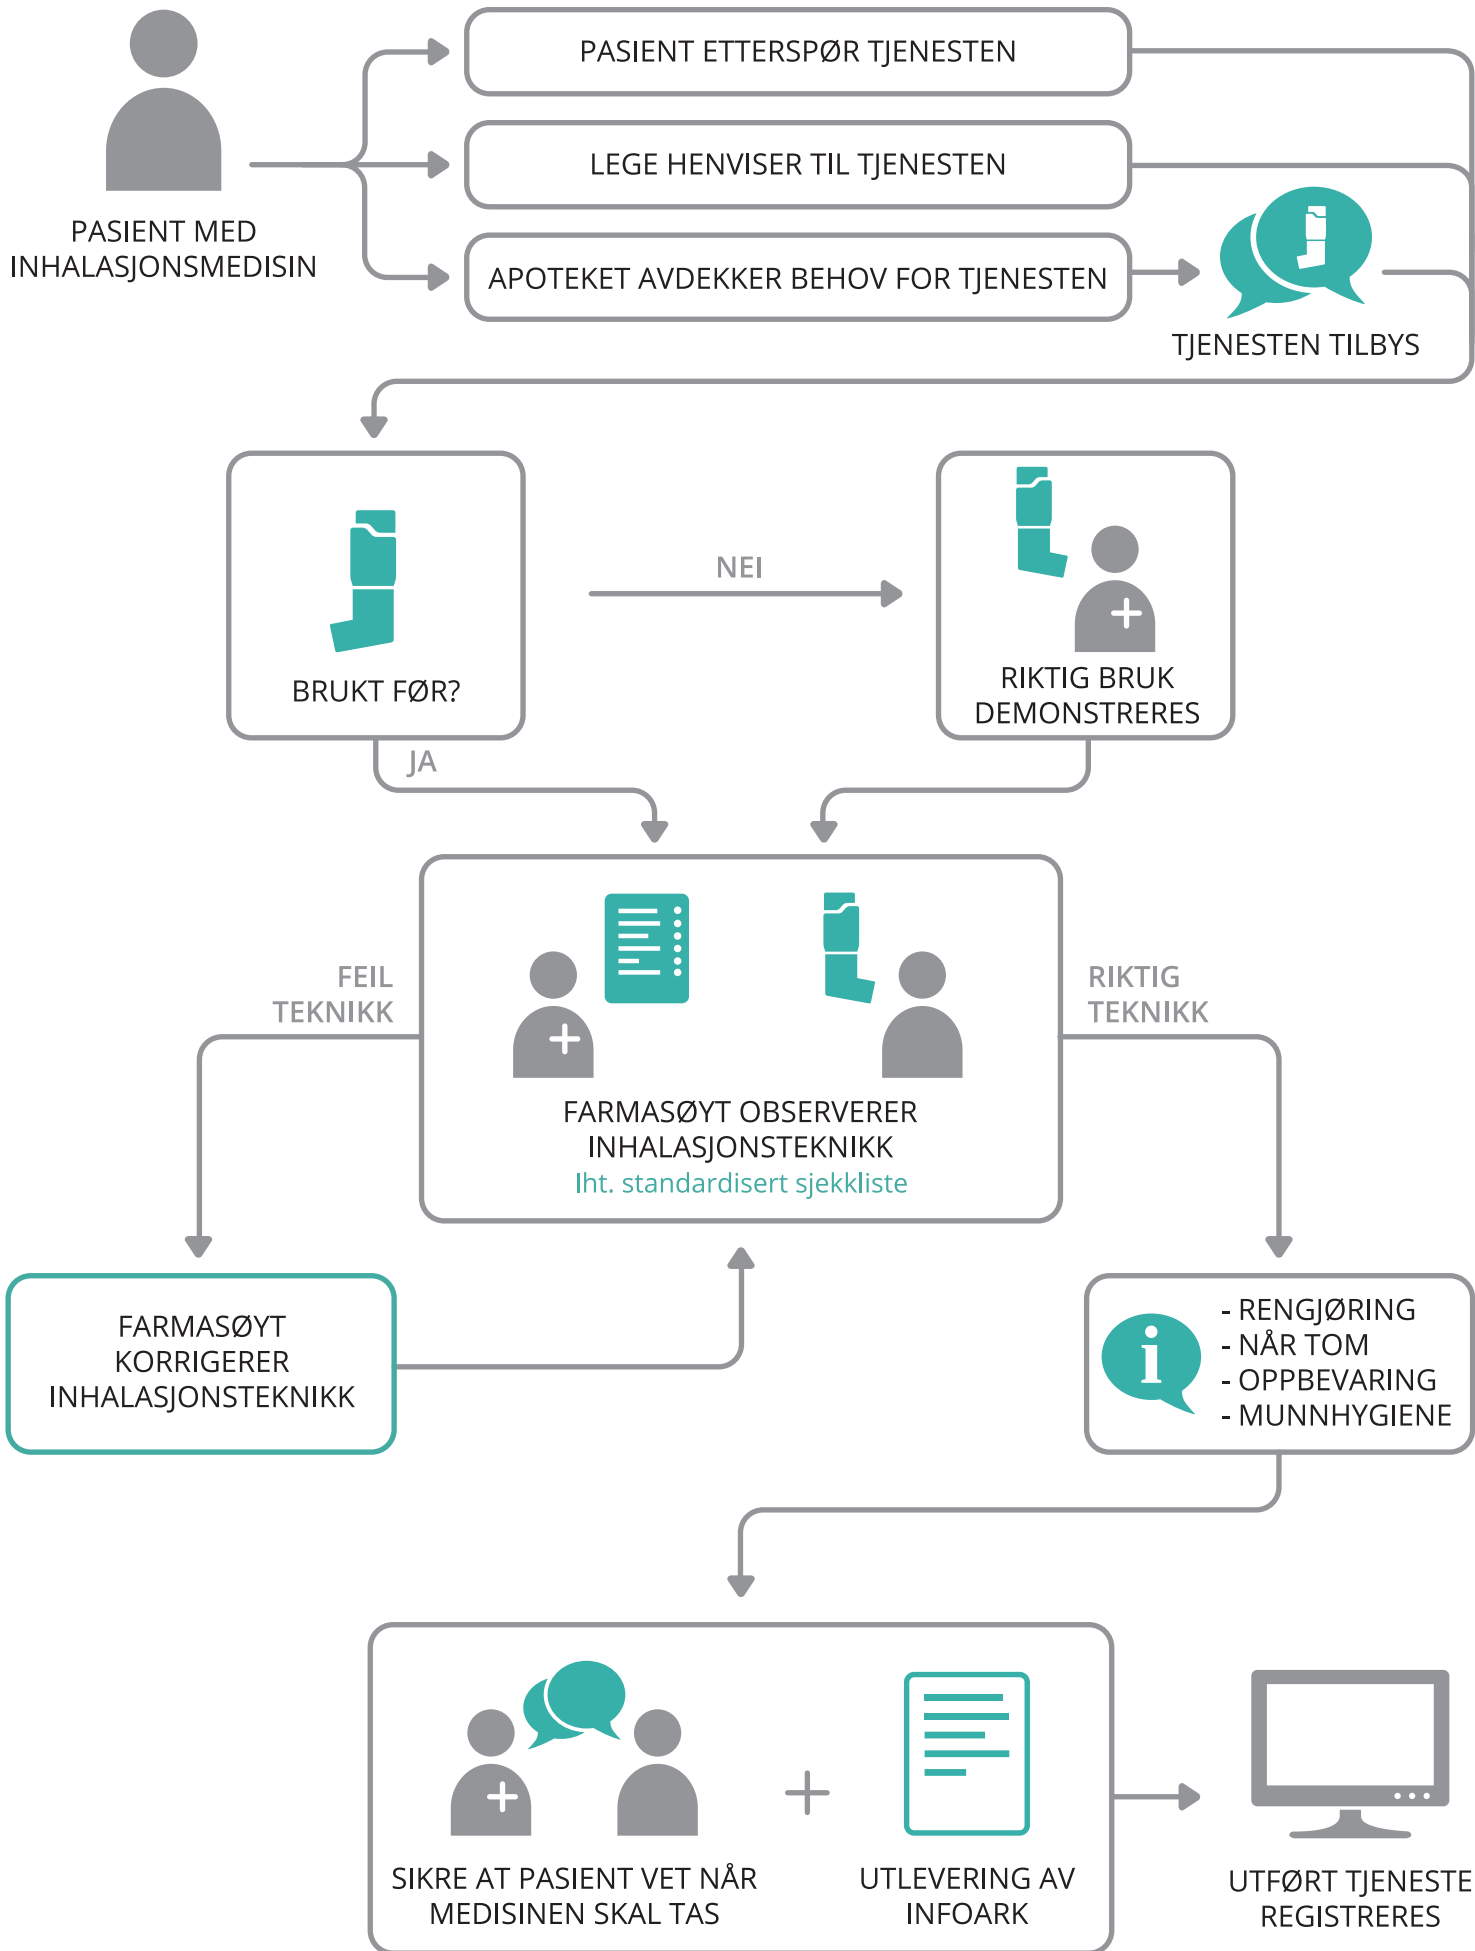 PASIENT MED
INHALASJONSMEDISIN
PASIENT ETTERSPØR TJENESTEN
LEGE HENVISER TIL TJENESTEN
APOTEKET AVDEKKER BEHOV FOR TJENESTEN
TJENESTEN TILBYS
BRUKT FØR?
NEI
RIKTIG BRUK
DEMONSTRERES
JA
FEIL
TEKNIKK
FARMASØYT OBSERVERER
INHALASJONSTEKNIKK
Iht. standardisert sjekkliste
RIKTIG
TEKNIKK
FARMASØYT
KORRIGERER
INHALASJONSTEKNIKK
i
- RENGJØRING
- NÅR TOM
- OPPBEVARING
- MUNNHYGIENE
SIKRE AT PASIENT VET NÅR
MEDISINEN SKAL TAS
UTLEVERING AV
INFOARK
UTFØRT TJENESTE
REGISTRERES